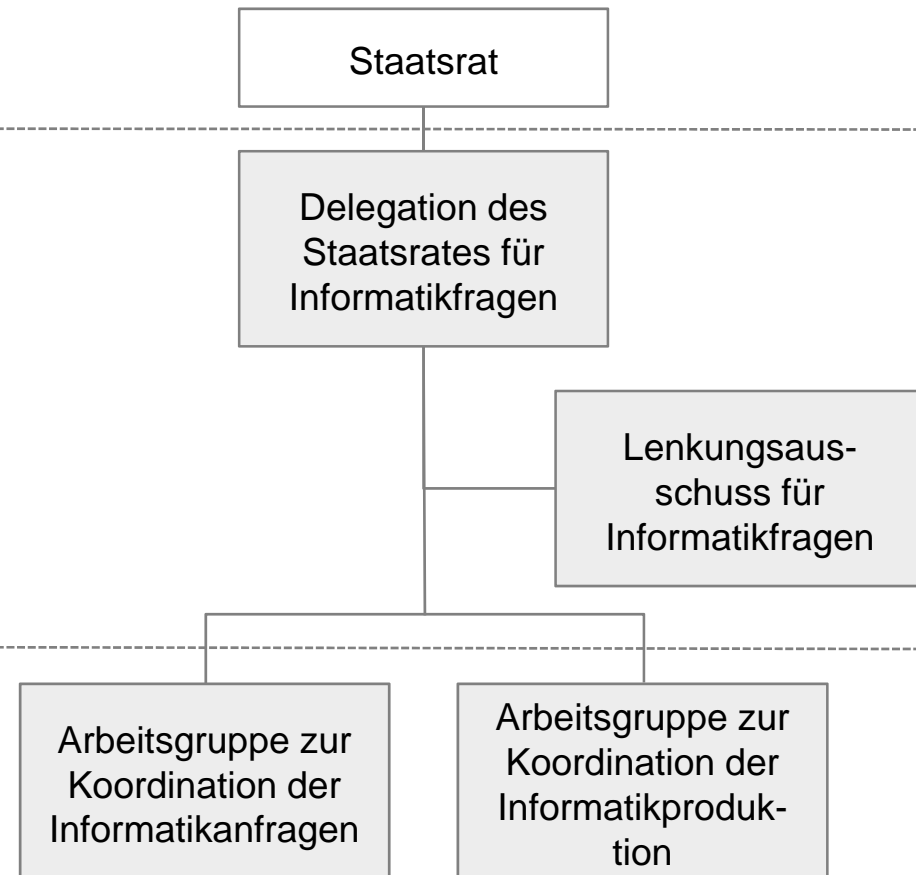 Staatsrat
Delegation des
Staatsrates für
Informatikfragen
Lenkungsaus-
schuss für
Informatikfragen
Arbeitsgruppe zur
Koordination der
Informatikanfragen
Arbeitsgruppe zur
Koordination der
Informatikproduk-
tion